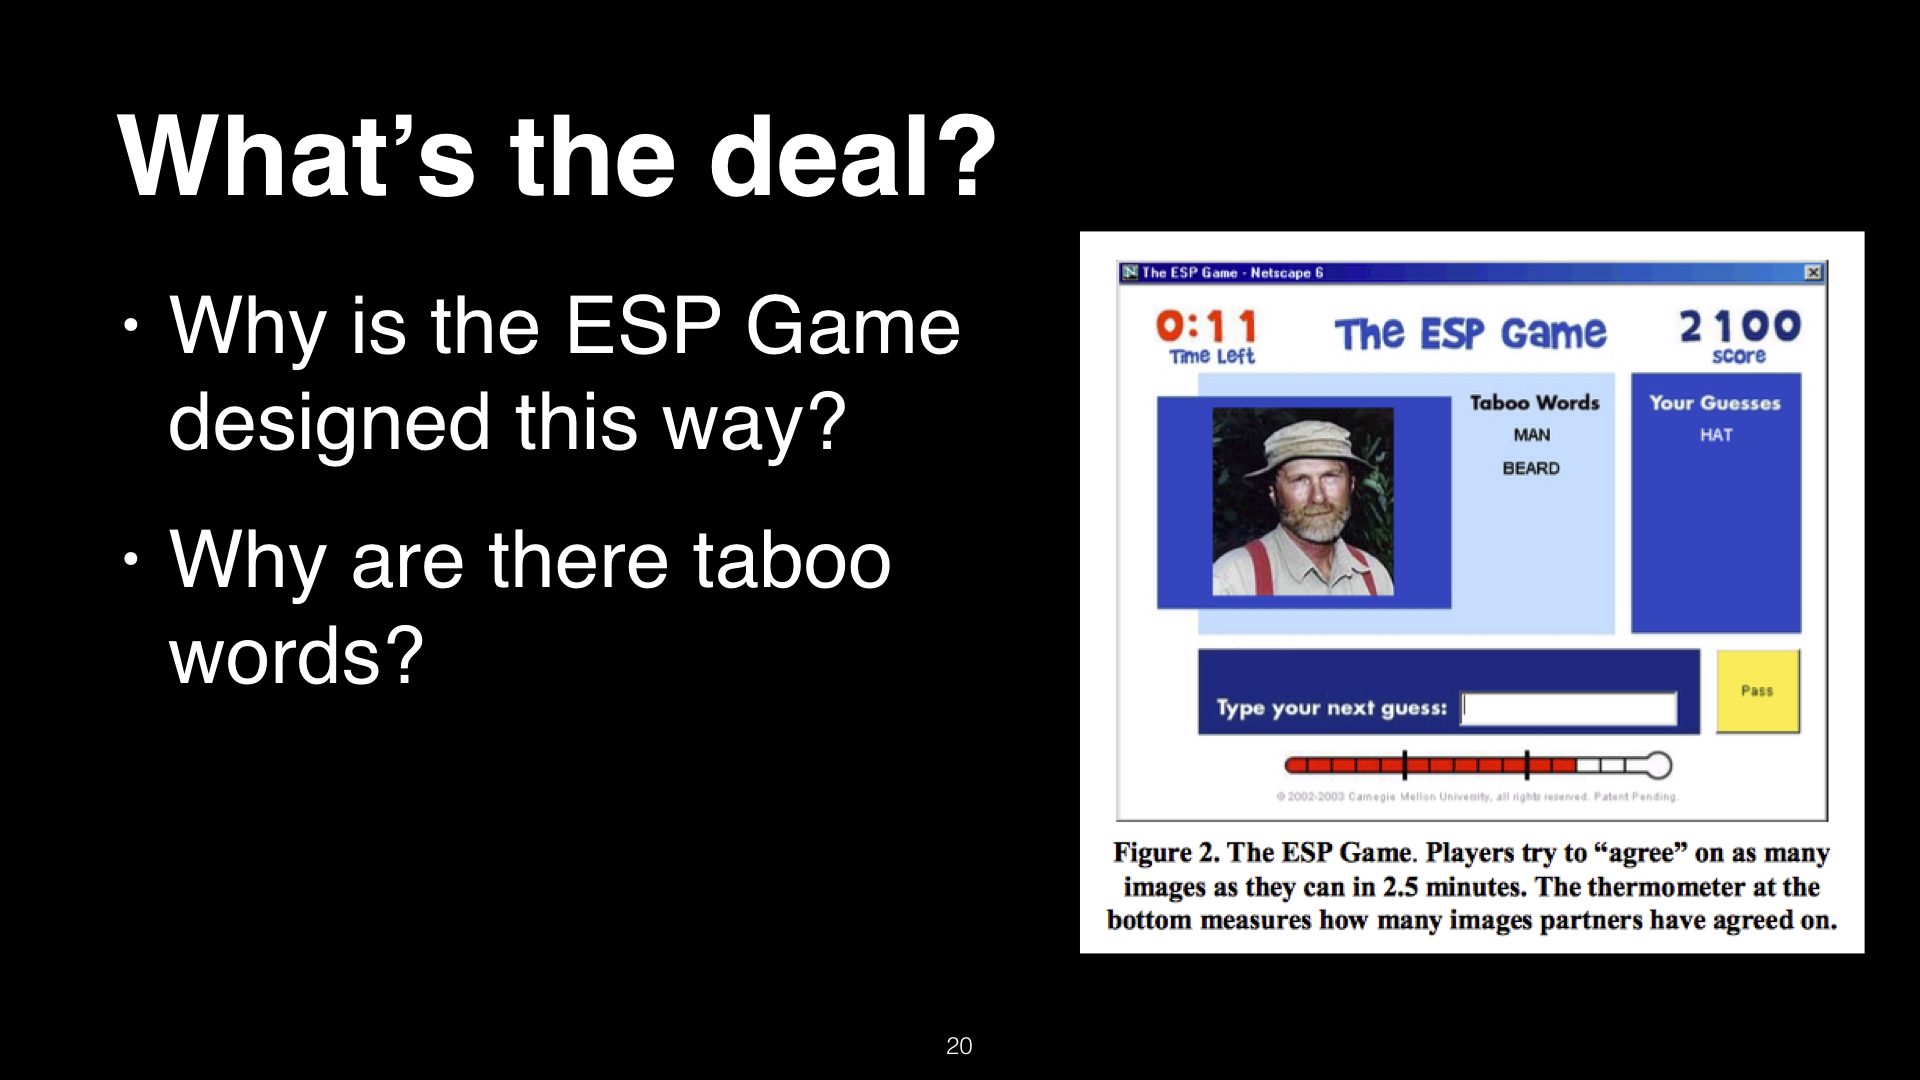 What’s the deal?
• Why is the ESP Game
designed this way?
• Why are there taboo
words?
The ESP Game - Netscape 6
0:11
Time Left
The ESP Game
2100
score
Taboo Words
MAN
BEARD
Your Guesses
HAT
Type your next guess:
Pass
© 2002-2003 Carnegie Mellon University, all rights reserved. Patent Pending.
Figure 2. The ESP Game. Players try to “agree” on as many
images as they can in 2.5 minutes. The thermometer at the
bottom measures how many images partners have agreed on.
20